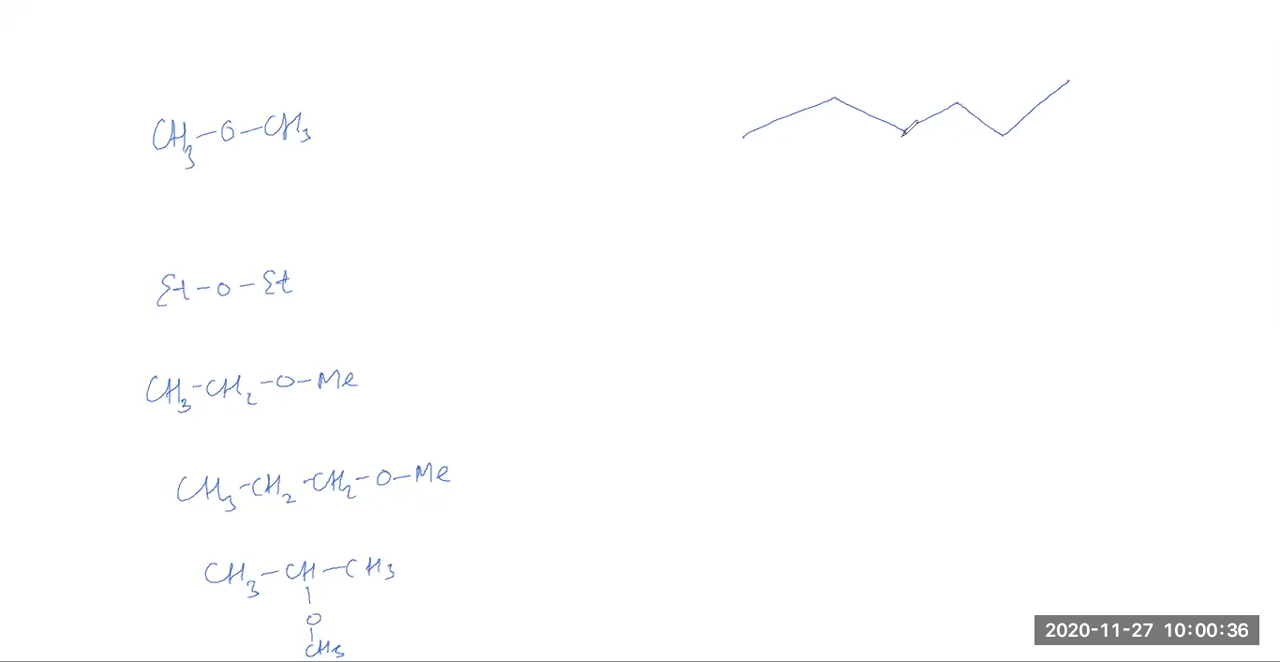 CH₃-O-CH₃
Et-O-Et
CH₃-CH₂-O-Me
CH₃-CH₂-CH₂-O-Me
CH₃-CH-CH₃
|
O
|
CH₃
2020-11-27 10:00:36